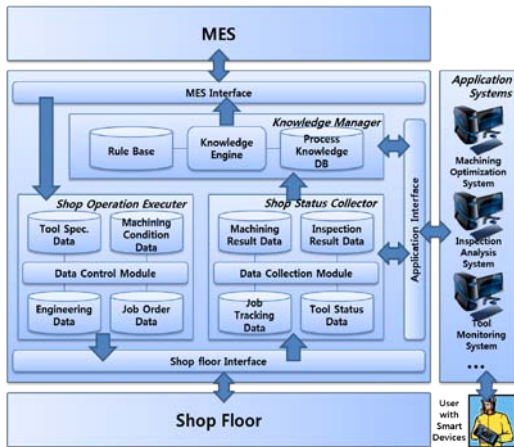 MES
MES Interface
Knowledge Manager
Rule Base
Knowledge
Engine
Process
Knowledge
DB
Shop Operation Executer
Tool Spec.
Data
Machining
Condition
Data
Data Control Module
Engineering
Data
Job Order
Data
Shop Status Collector
Machining
Result Data
Inspection
Result Data
Data Collection Module
Job
Tracking
Data
Tool Status
Data
Application Interface
Shop floor Interface
Shop Floor
Application
Systems
Machining
Optimization
System
Inspection
Analysis
System
Tool
Monitoring
System
...
User
with
Smart
Devices